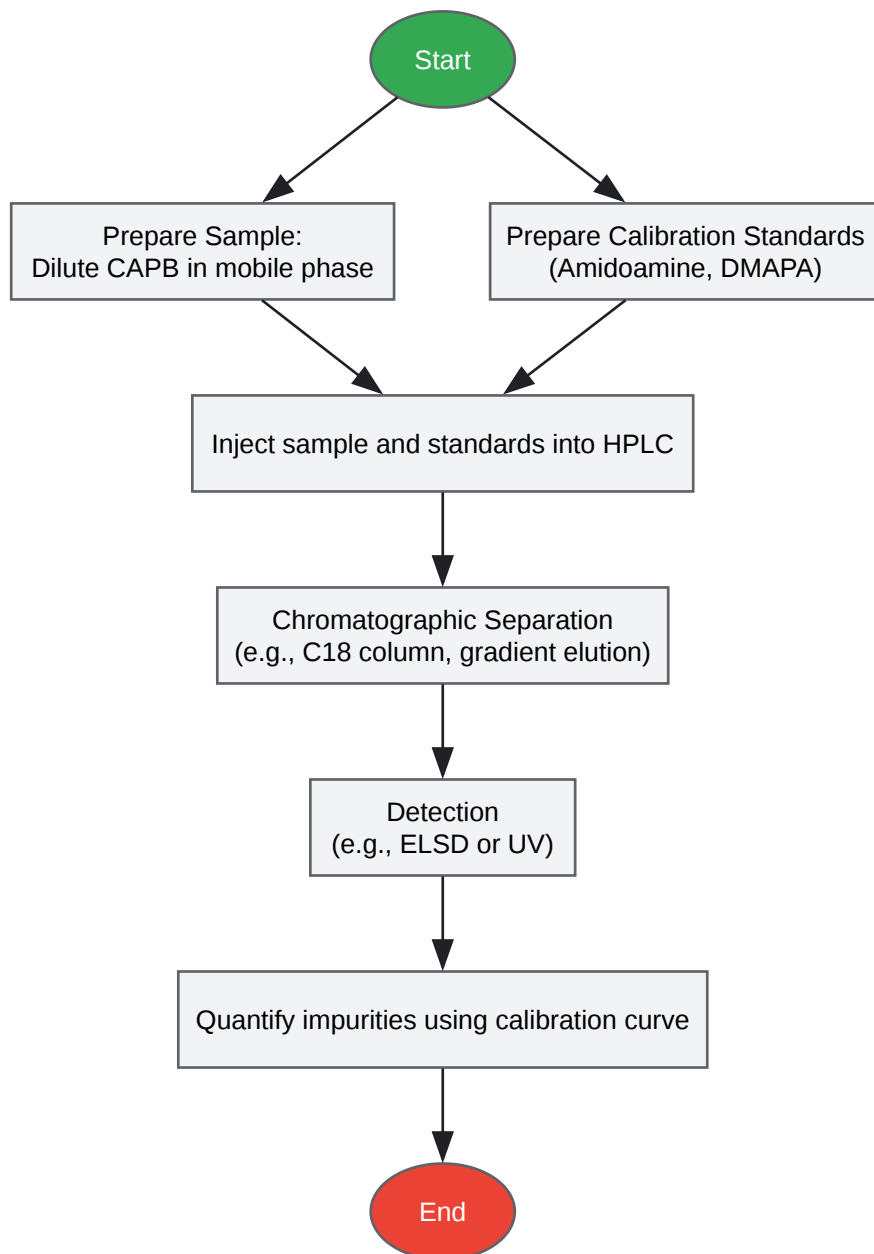 Start
Prepare Sample:
Dilute CAPB in mobile phase
Prepare Calibration Standards
(Amidoamine, DMAPA)
Inject sample and standards into HPLC
Chromatographic Separation
(e.g., C18 column, gradient elution)
Detection
(e.g., ELSD or UV)
Quantify impurities using calibration curve
End